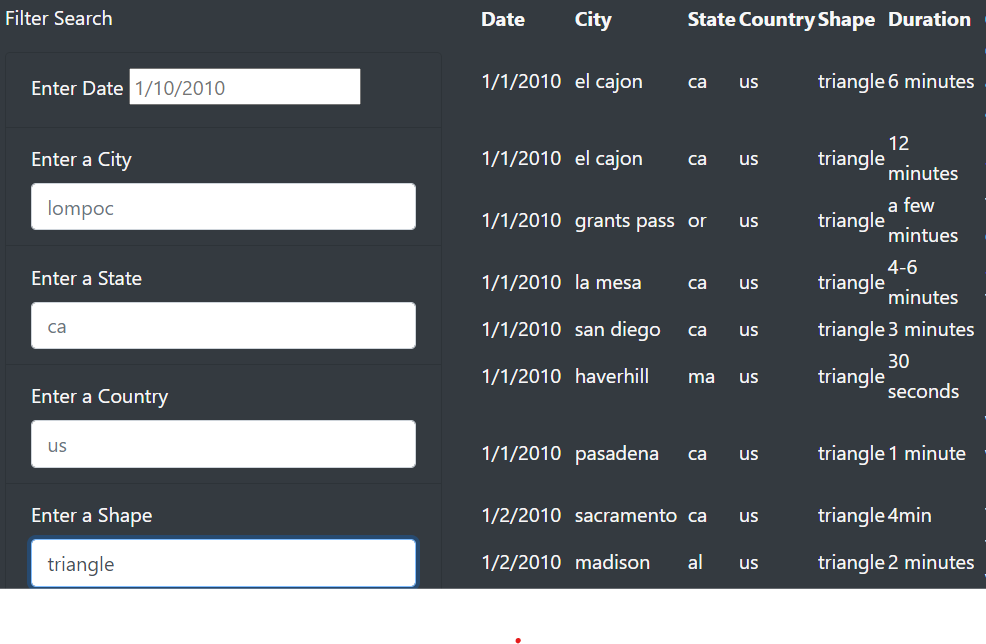 Filter Search
Enter Date 1/10/2010
Enter a City
lompoc
Enter a State
ca
Enter a Country
us
Enter a Shape
triangle
Date City State Country Shape Duration
1/1/2010 el cajon ca us triangle 6 minutes
1/1/2010 el cajon ca us triangle 12 minutes
1/1/2010 grants pass or us triangle a few mintues
1/1/2010 la mesa ca us triangle 4-6 minutes
1/1/2010 san diego ca us triangle 3 minutes
1/1/2010 haverhill ma us triangle 30 seconds
1/1/2010 pasadena ca us triangle 1 minute
1/2/2010 sacramento ca us triangle 4min
1/2/2010 madison al us triangle 2 minutes